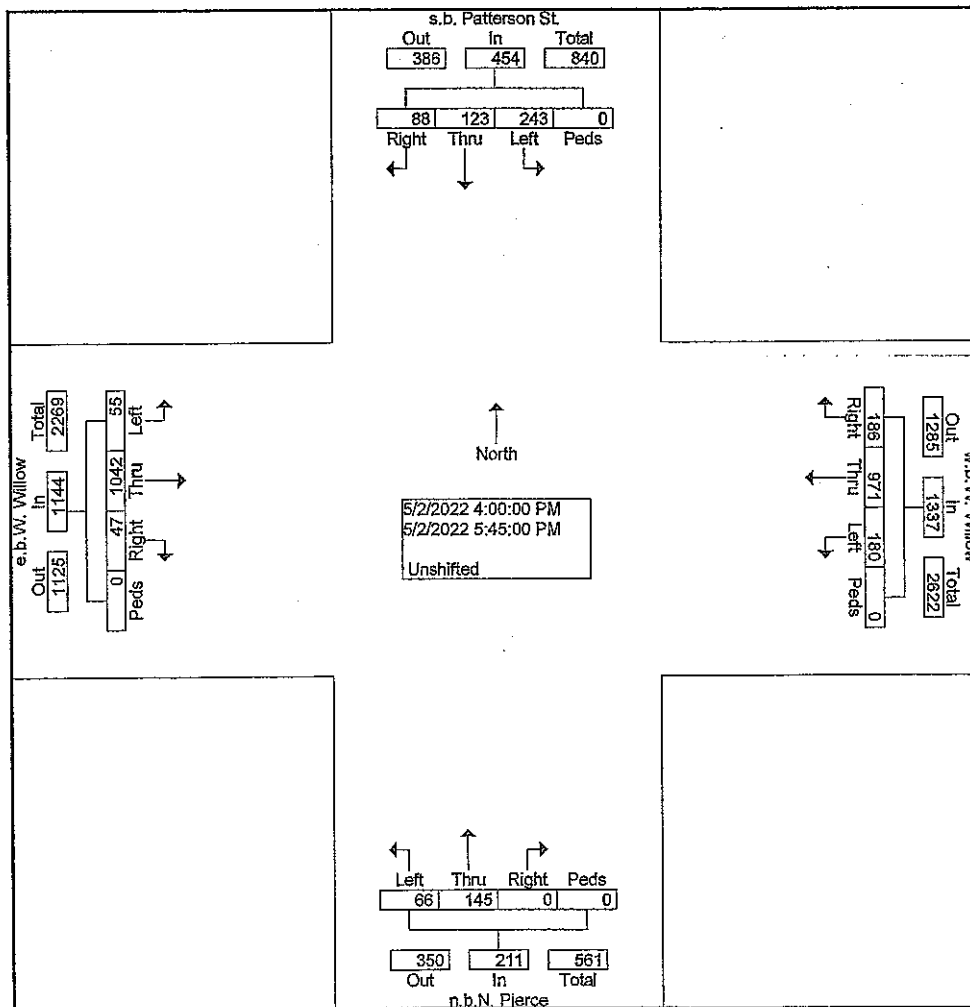 s.b. Patterson St.
Out In Total
386 454 840
88 123 243 0
Right Thru Left Peds
e.b.W. Willow
Total In Out
2269 1144 1125
55 1042 47 0
Left Thru Right Peds
North
5/2/2022 4:00:00 PM
5/2/2022 5:45:00 PM
Unshifted
Right Thru Left Peds
186 971 180 0
Out In Total
1285 1337 2622
w.b.W. Willow
Left Thru Right Peds
66 145 0 0
350 211 561
Out In Total
n.b.N. Pierce